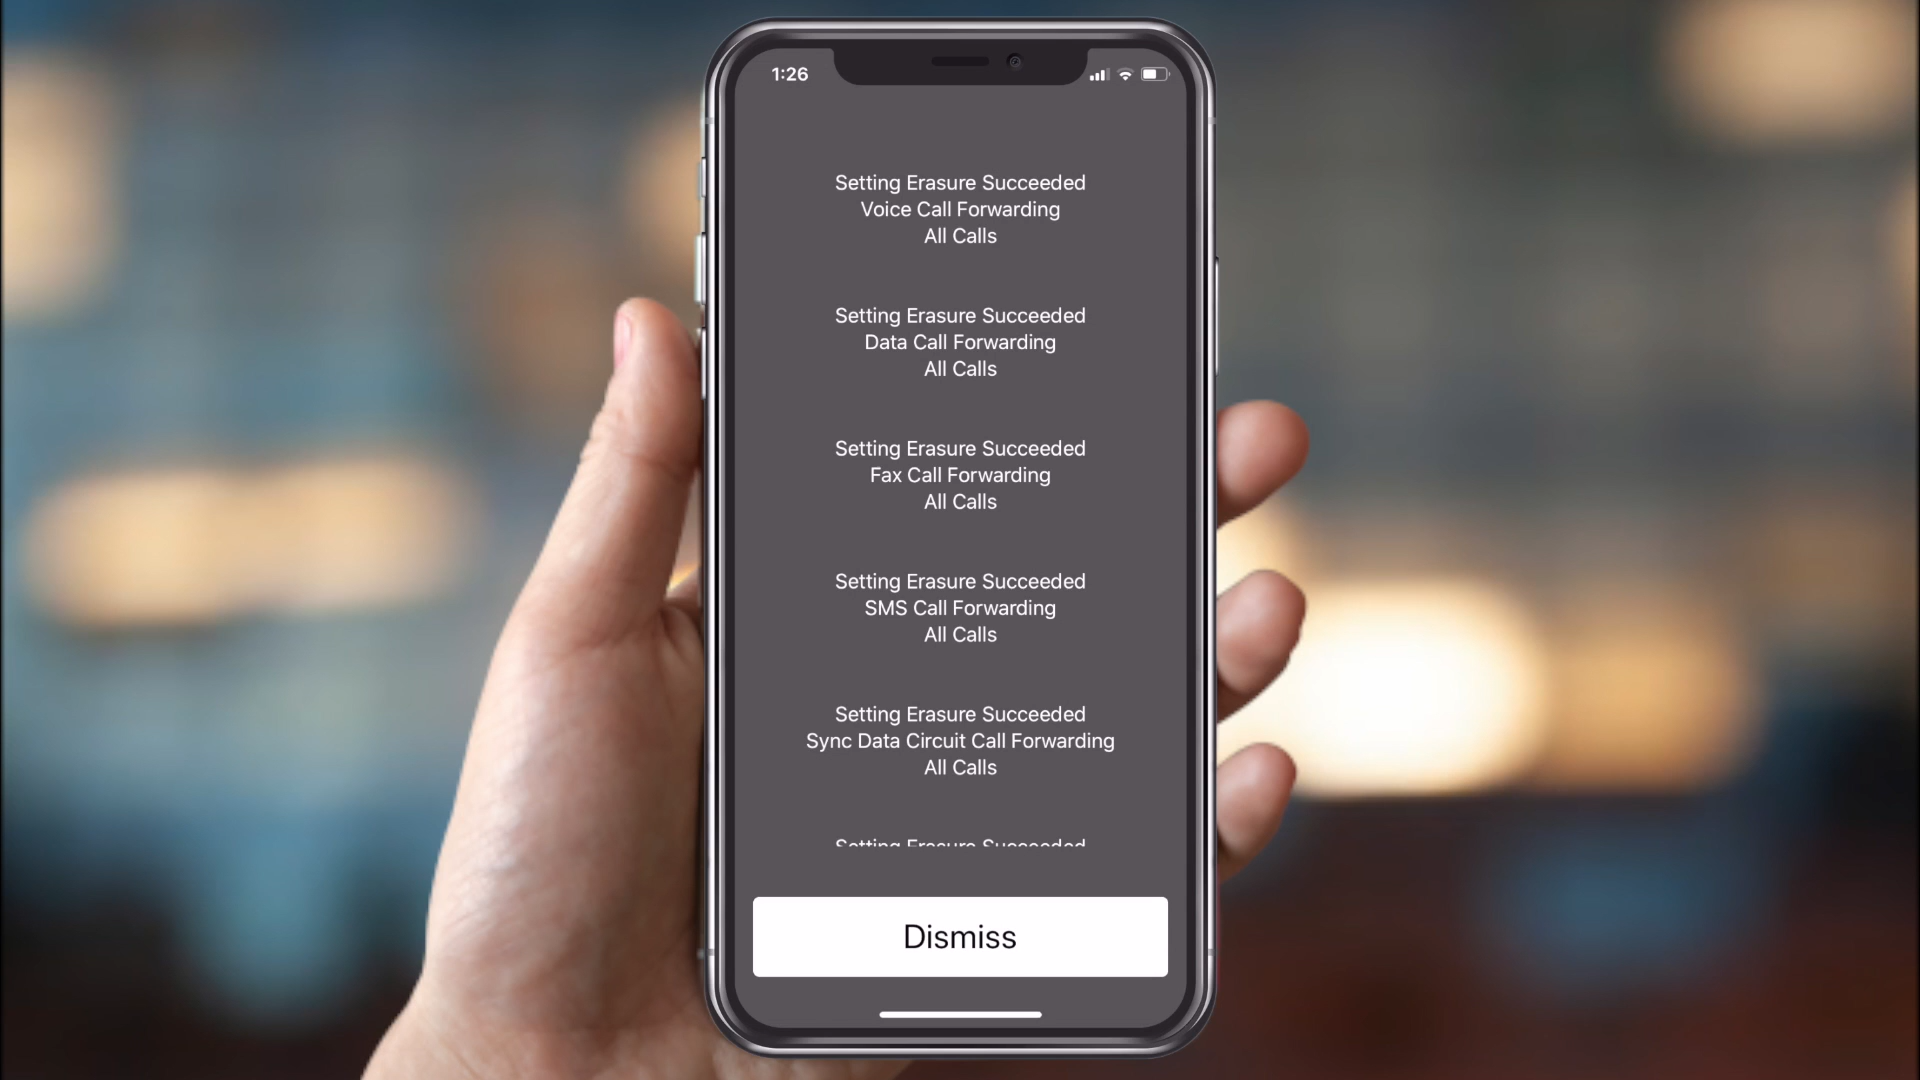 1:26
Setting Erasure Succeeded
Voice Call Forwarding
All Calls
Setting Erasure Succeeded
Data Call Forwarding
All Calls
Setting Erasure Succeeded
Fax Call Forwarding
All Calls
Setting Erasure Succeeded
SMS Call Forwarding
All Calls
Setting Erasure Succeeded
Sync Data Circuit Call Forwarding
All Calls
Setting Erasure Succeeded
Dismiss